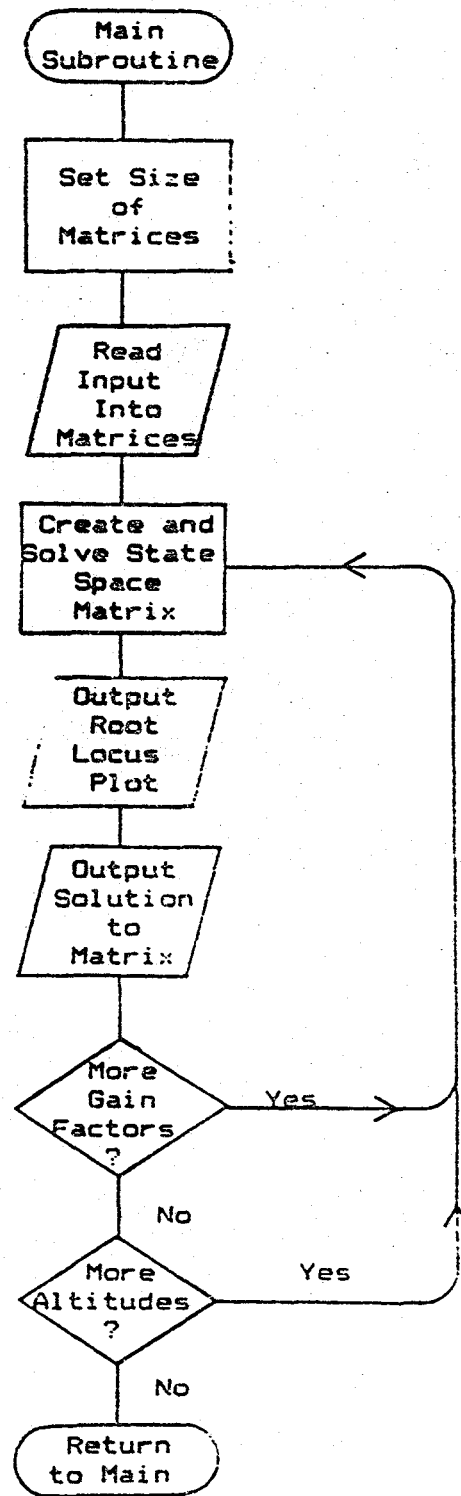 Main
Subroutine
Set Size
of
Matrices
Read
Input
Into
Matrices
Create and
Solve State
Space
Matrix
Output
Root
Locus
Plot
Output
Solution
to
Matrix
More
Gain
Factors
?
Yes
No
More
Altitudes
?
Yes
No
Return
to Main